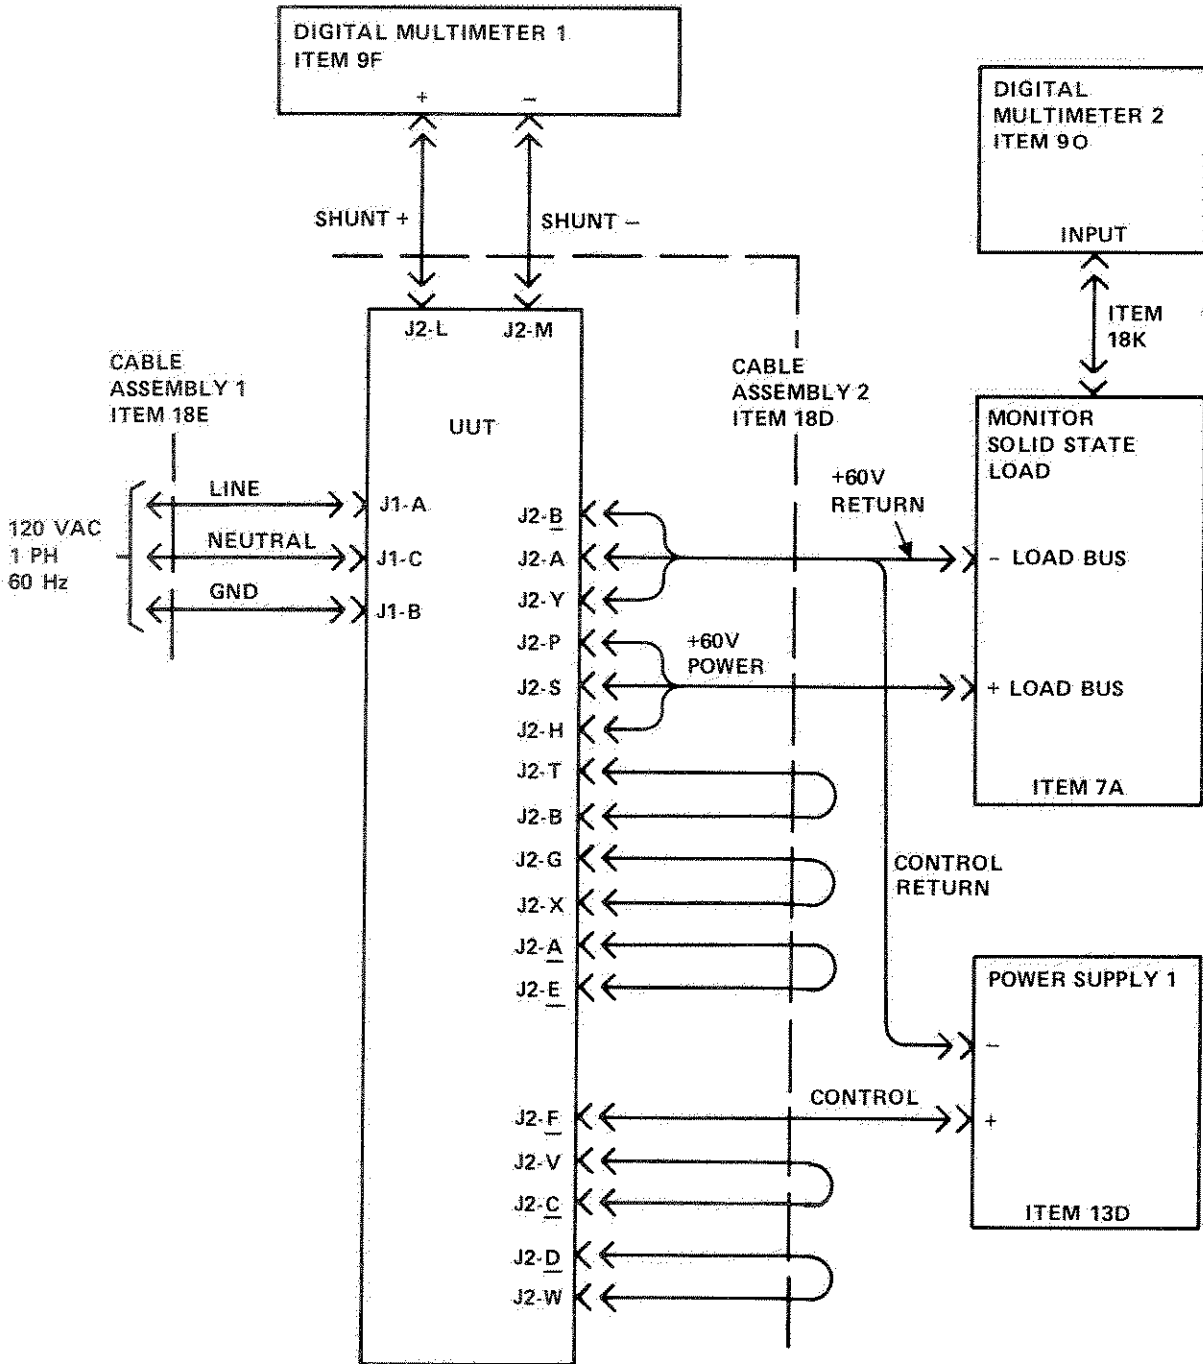 DIGITAL MULTIMETER 1
ITEM 9F
+ −
DIGITAL
MULTIMETER 2
ITEM 9O
INPUT
SHUNT +
SHUNT −
ITEM
18K
J2-L
J2-M
CABLE
ASSEMBLY 1
ITEM 18E
UUT
CABLE
ASSEMBLY 2
ITEM 18D
MONITOR
SOLID STATE
LOAD
120 VAC
1 PH
60 Hz
LINE
NEUTRAL
GND
J1-A
J1-C
J1-B
J2-B
J2-A
J2-Y
J2-P
J2-S
J2-H
J2-T
J2-B
J2-G
J2-X
J2-A
J2-E
J2-F
J2-V
J2-C
J2-D
J2-W
+60V
RETURN
− LOAD BUS
+60V
POWER
+ LOAD BUS
ITEM 7A
CONTROL
RETURN
POWER SUPPLY 1
−
CONTROL
+
ITEM 13D